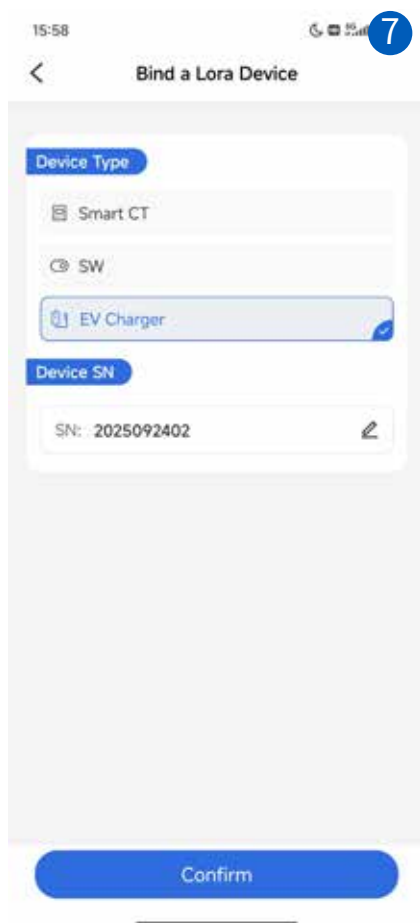 15:58
7
Bind a Lora Device
Device Type
Smart CT
SW
EV Charger
Device SN
SN: 2025092402
Confirm